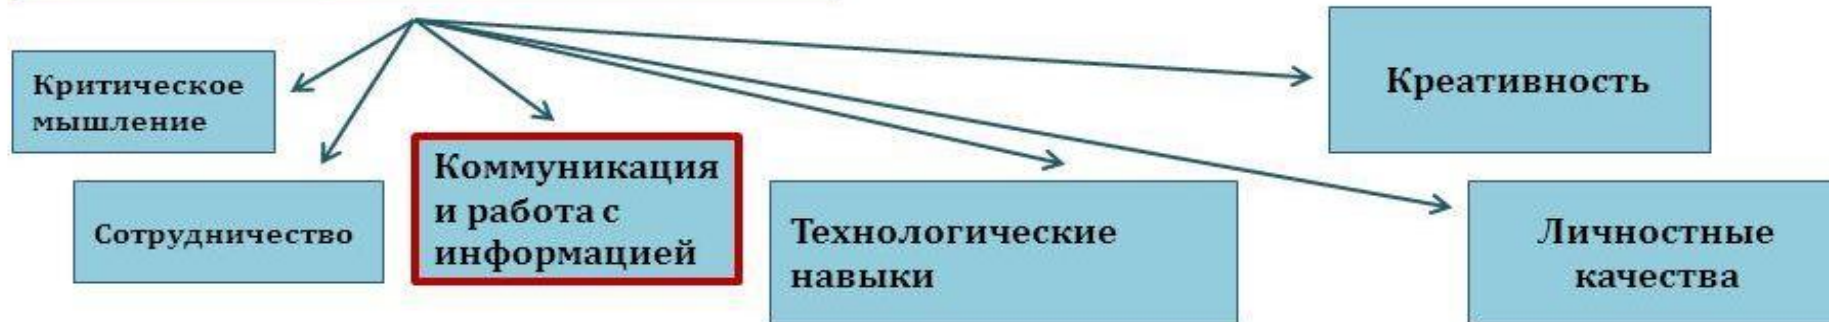 Критическое
мышление
Сотрудничество
Коммуникация
и работа с
информацией
Технологические
навыки
Креативность
Личностные
качества